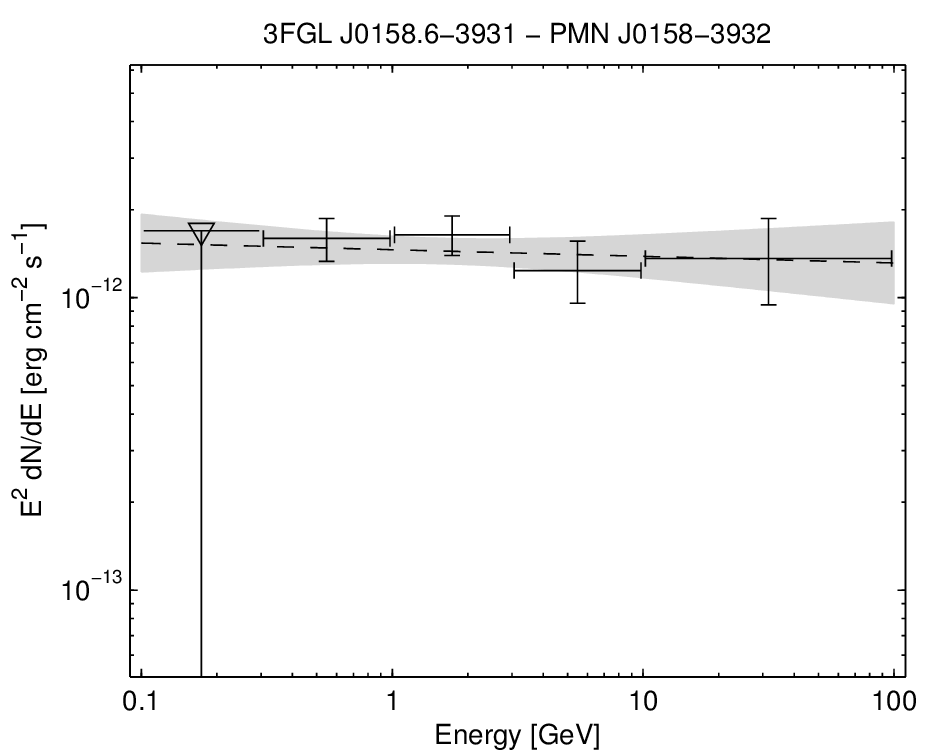 3FGL J0158.6−3931 − PMN J0158−3932
E² dN/dE [erg cm⁻² s⁻¹]
10⁻¹²
10⁻¹³
0.1 1 10 100
Energy [GeV]